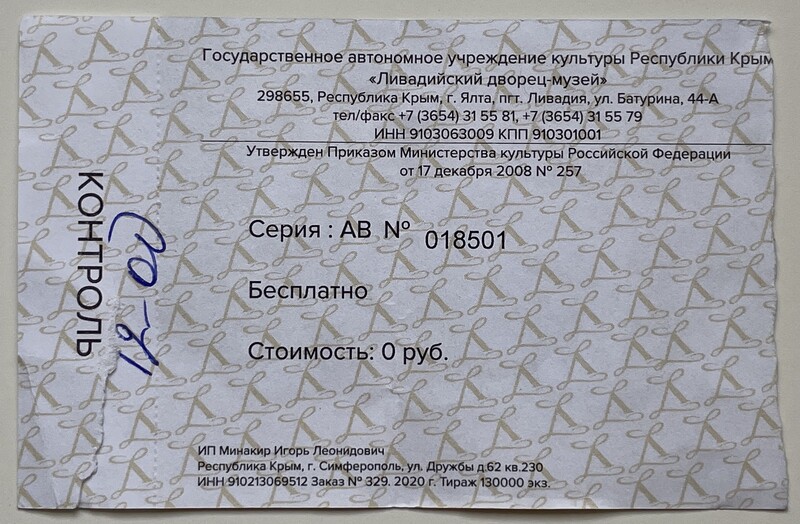 Государственное автономное учреждение культуры Республики Крым
«Ливадийский дворец-музей»
298655, Республика Крым, г. Ялта, пгт. Ливадия, ул. Батурина, 44-А
тел/факс +7 (3654) 31 55 81, +7 (3654) 31 55 79
ИНН 9103063009 КПП 910301001
Утвержден Приказом Министерства культуры Российской Федерации
от 17 декабря 2008 № 257
КОНТРОЛЬ
12-00
Серия : АВ № 018501
Бесплатно
Стоимость: 0 руб.
ИП Минакир Игорь Леонидович
Республика Крым, г. Симферополь, ул. Дружбы д.62 кв.230
ИНН 910213069512 Заказ № 329. 2020 г. Тираж 130000 экз.